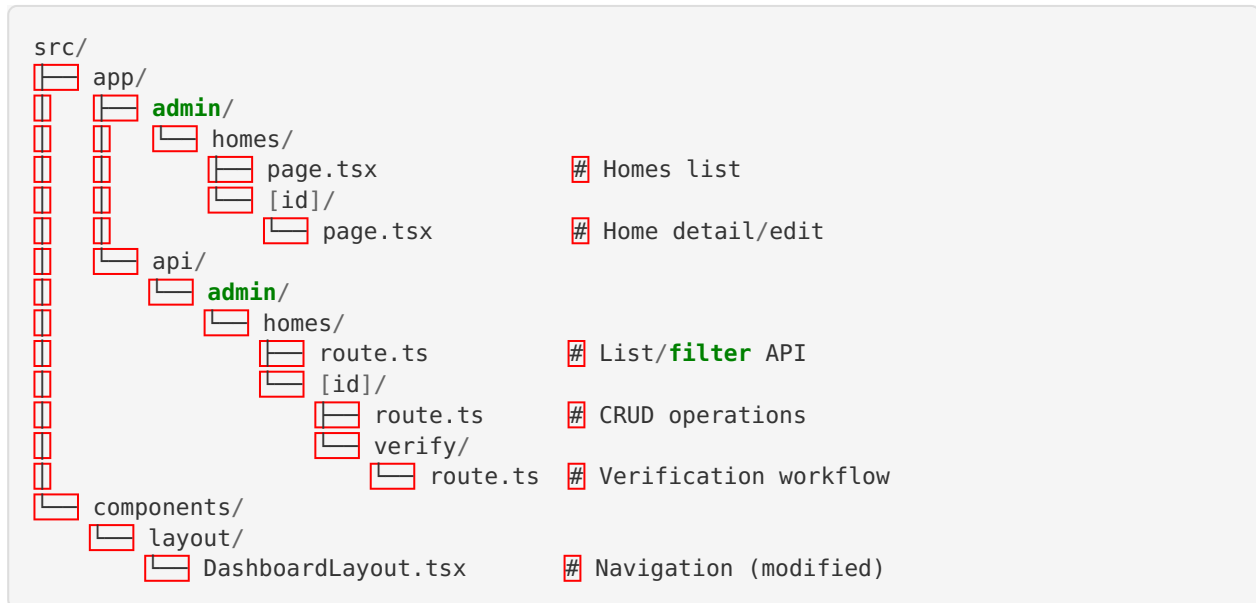 src/
├── app/
│   ├── admin/
│   │   └── homes/
│   │       ├── page.tsx              # Homes list
│   │       └── [id]/
│   │           └── page.tsx          # Home detail/edit
│   └── api/
│       └── admin/
│           └── homes/
│               ├── route.ts          # List/filter API
│               └── [id]/
│                   ├── route.ts      # CRUD operations
│                   └── verify/
│                       └── route.ts  # Verification workflow
└── components/
    └── layout/
        └── DashboardLayout.tsx       # Navigation (modified)